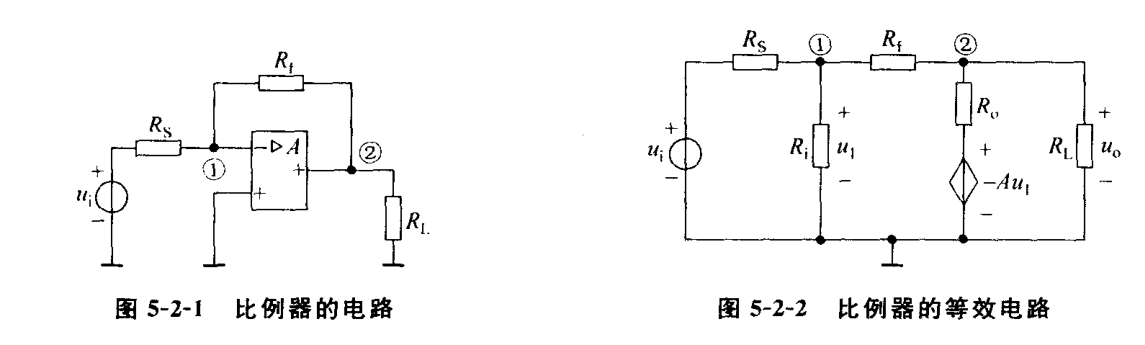 R_f
R_S
① ▷ A ②
− +
+ u_i − +
R_L
图 5-2-1 比例器的电路
R_S ① R_f ②
R_o
+ u_i − R_i + u_1 − + −Au_1 − R_L + u_o −
图 5-2-2 比例器的等效电路